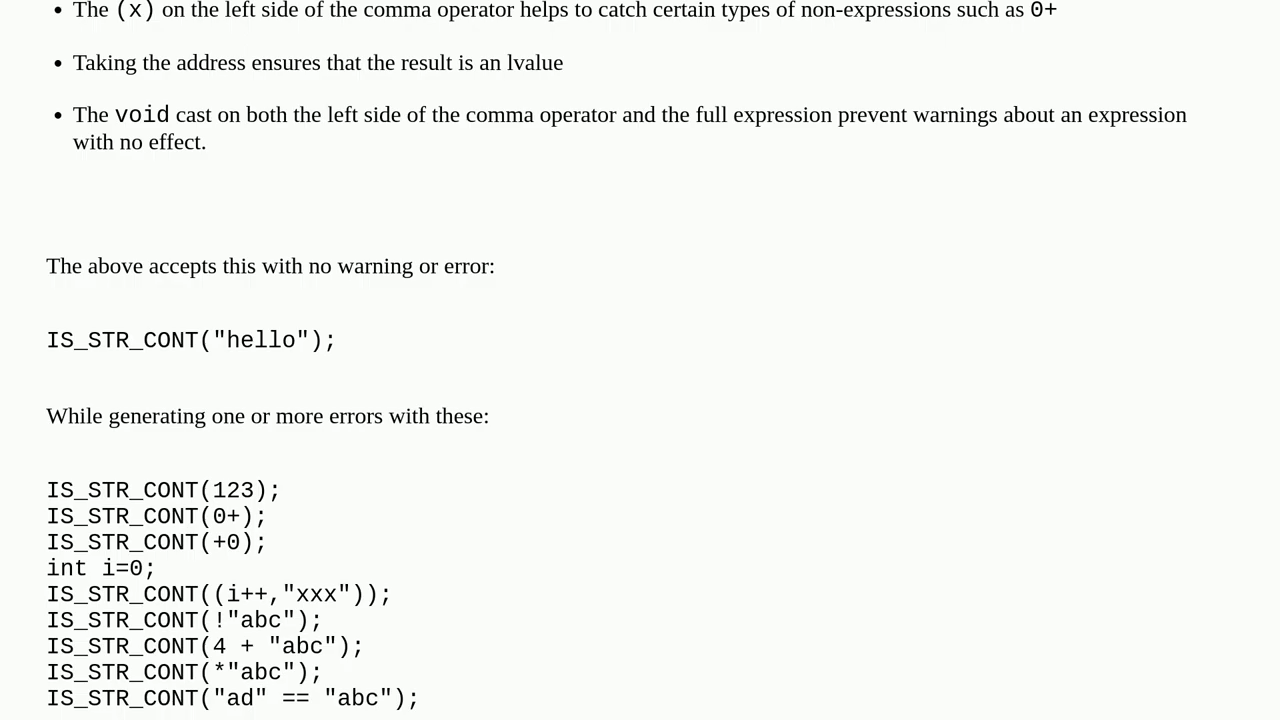 • The (x) on the left side of the comma operator helps to catch certain types of non-expressions such as 0+
• Taking the address ensures that the result is an lvalue
• The void cast on both the left side of the comma operator and the full expression prevent warnings about an expression
with no effect.
The above accepts this with no warning or error:
IS_STR_CONT("hello");
While generating one or more errors with these:
IS_STR_CONT(123);
IS_STR_CONT(0+);
IS_STR_CONT(+0);
int i=0;
IS_STR_CONT((i++,"xxx"));
IS_STR_CONT(!"abc");
IS_STR_CONT(4 + "abc");
IS_STR_CONT(*"abc");
IS_STR_CONT("ad" == "abc");